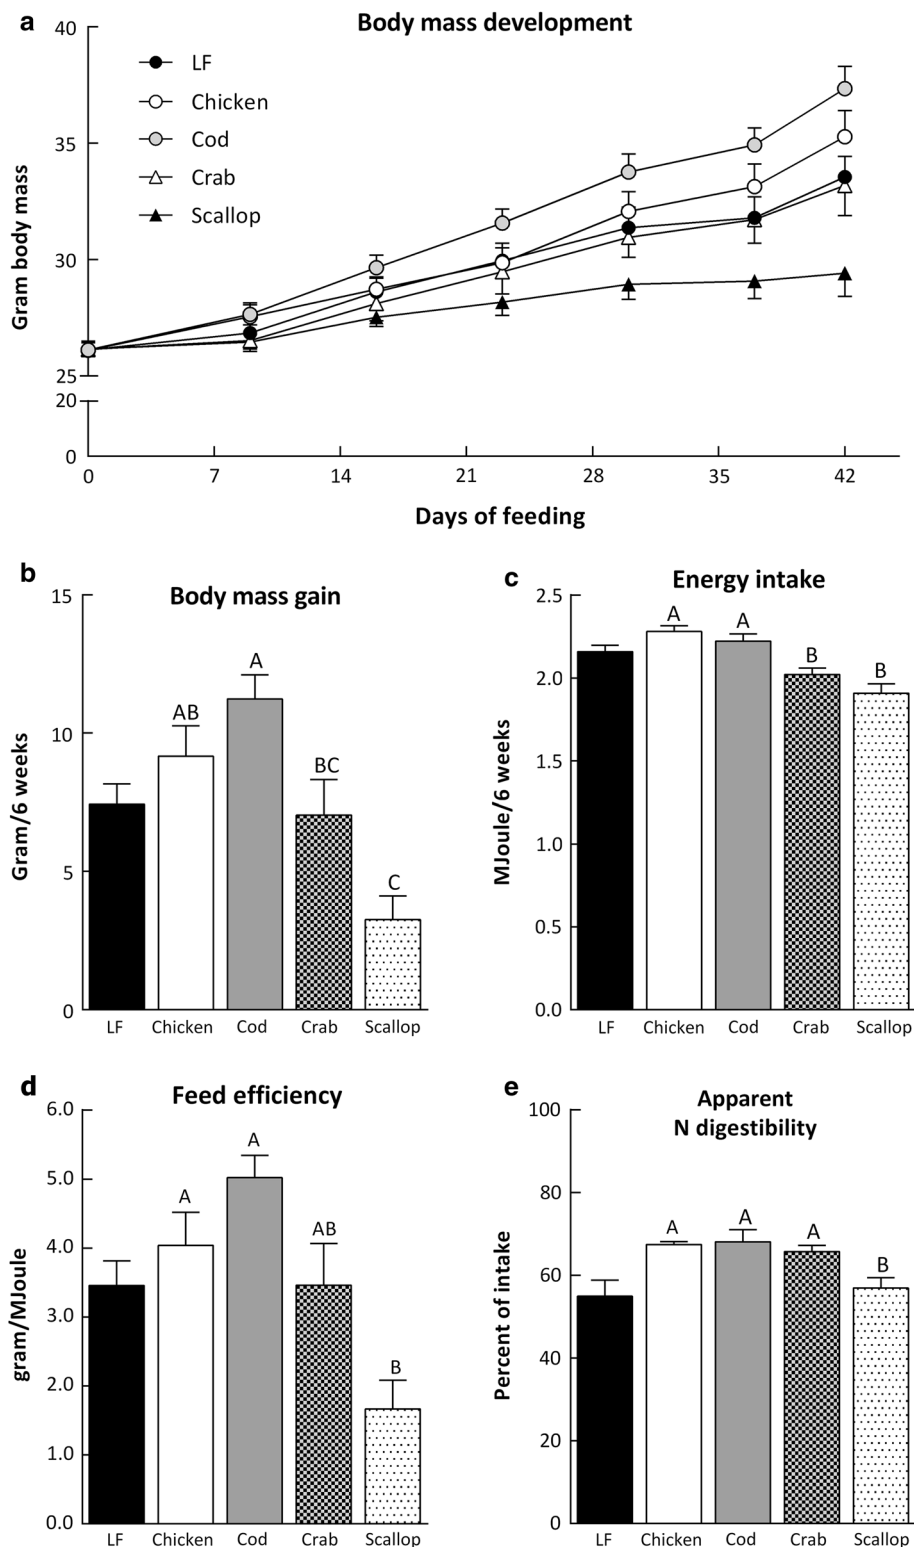 a
Body mass development
40
35
30
25
20
0
Gram body mass
LF
Chicken
Cod
Crab
Scallop
0 7 14 21 28 35 42
Days of feeding
b
Body mass gain
15
10
5
0
Gram/6 weeks
AB A BC C
LF Chicken Cod Crab Scallop
c
Energy intake
2.5
2.0
1.5
1.0
0.5
0.0
MJoule/6 weeks
A A B B
LF Chicken Cod Crab Scallop
d
Feed efficiency
6.0
5.0
4.0
3.0
2.0
1.0
0.0
gram/MJoule
A A AB B
LF Chicken Cod Crab Scallop
e
Apparent
N digestibility
100
80
60
40
20
0
Percent of intake
A A A B
LF Chicken Cod Crab Scallop